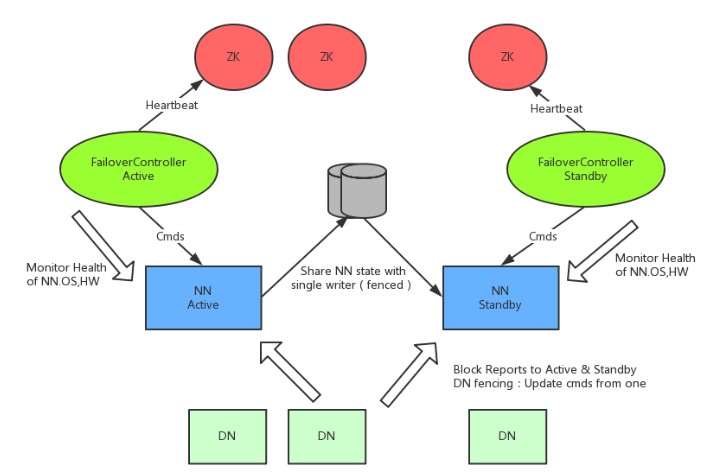 ZK
ZK
ZK
Heartbeat
Heartbeat
FailoverController
Active
FailoverController
Standby
Cmds
Cmds
Monitor Health
of NN.OS,HW
Monitor Health
of NN.OS,HW
Share NN state with
single writer ( fenced )
NN
Active
NN
Standby
Block Reports to Active & Standby
DN fencing : Update cmds from one
DN
DN
DN